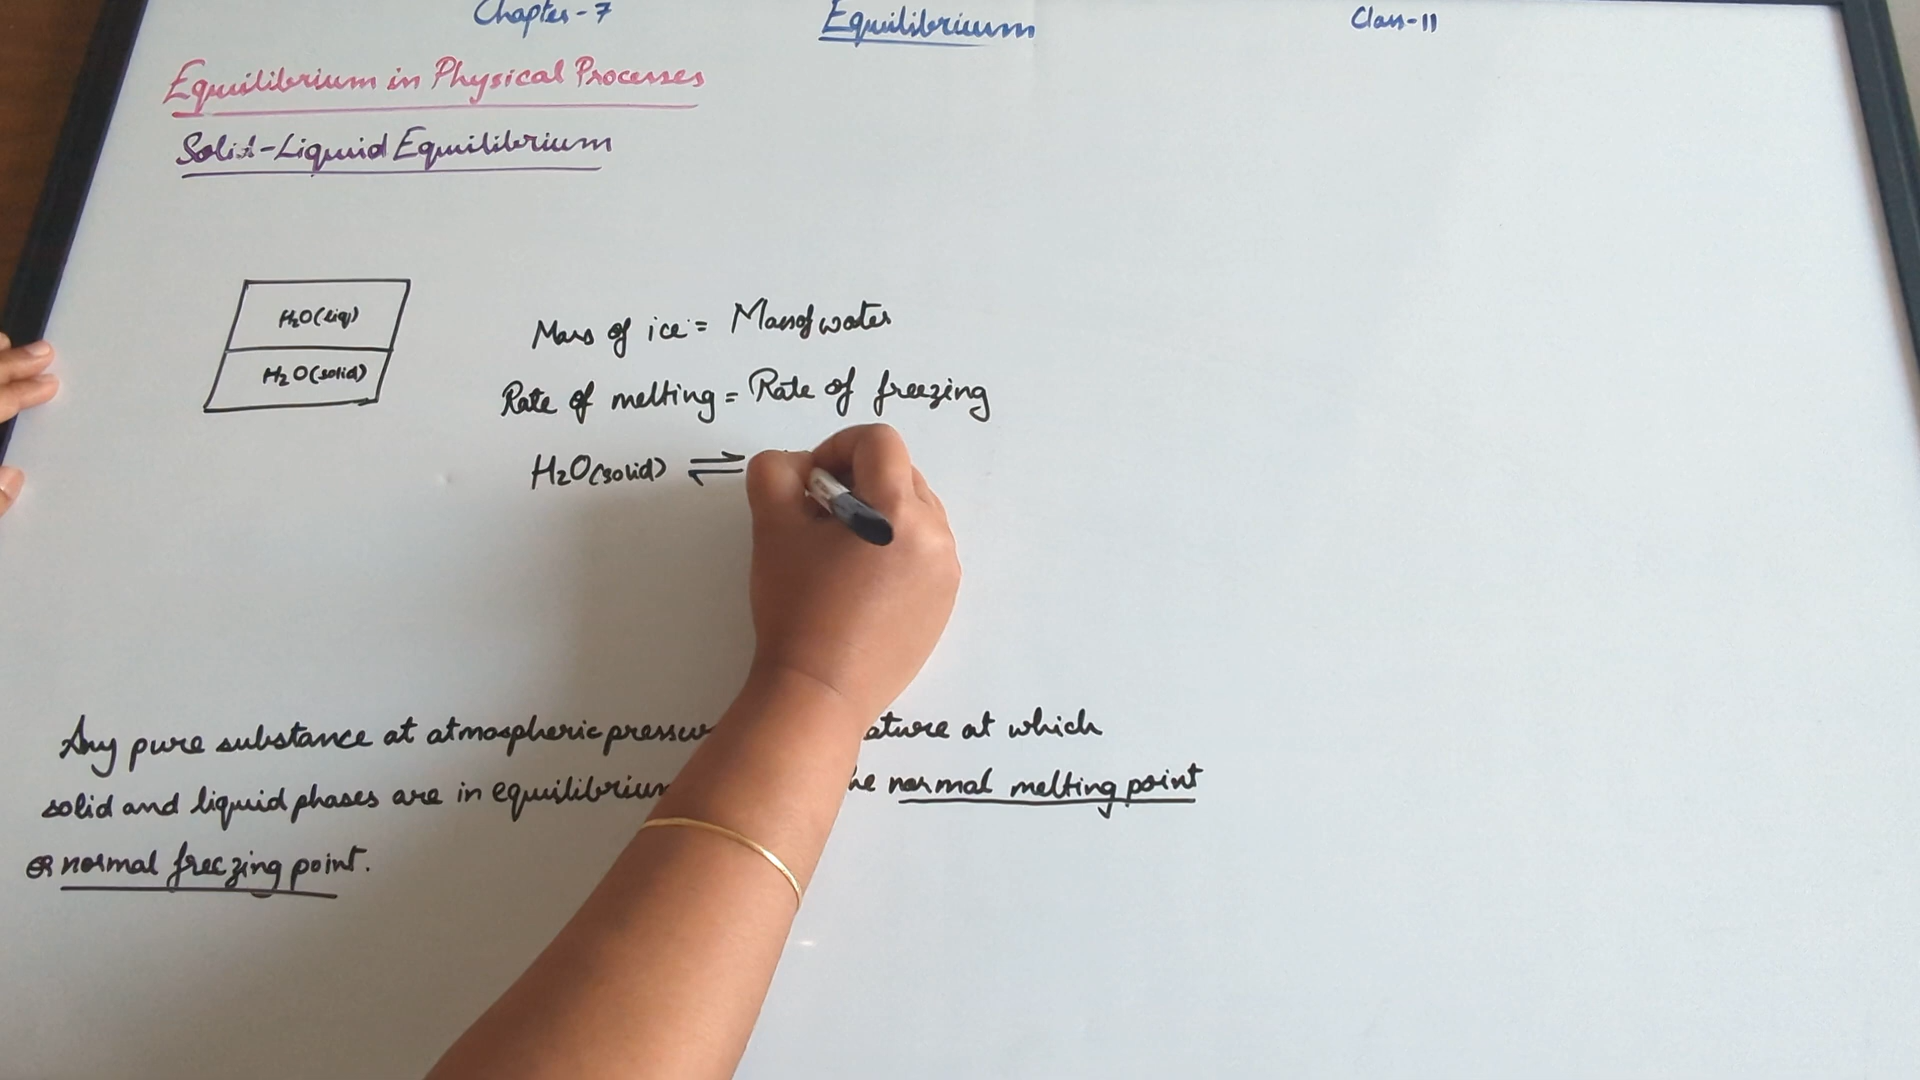 Chapter-7 Equilibrium Class-11
Equilibrium in Physical Processes
Solid-Liquid Equilibrium
H₂O(liq)
H₂O(solid)
Mass of ice = Mass of water
Rate of melting = Rate of freezing
H₂O(solid) ⇌
Any pure substance at atmospheric pressu ature at which
solid and liquid phases are in equilibrium he normal melting point
or normal freezing point.